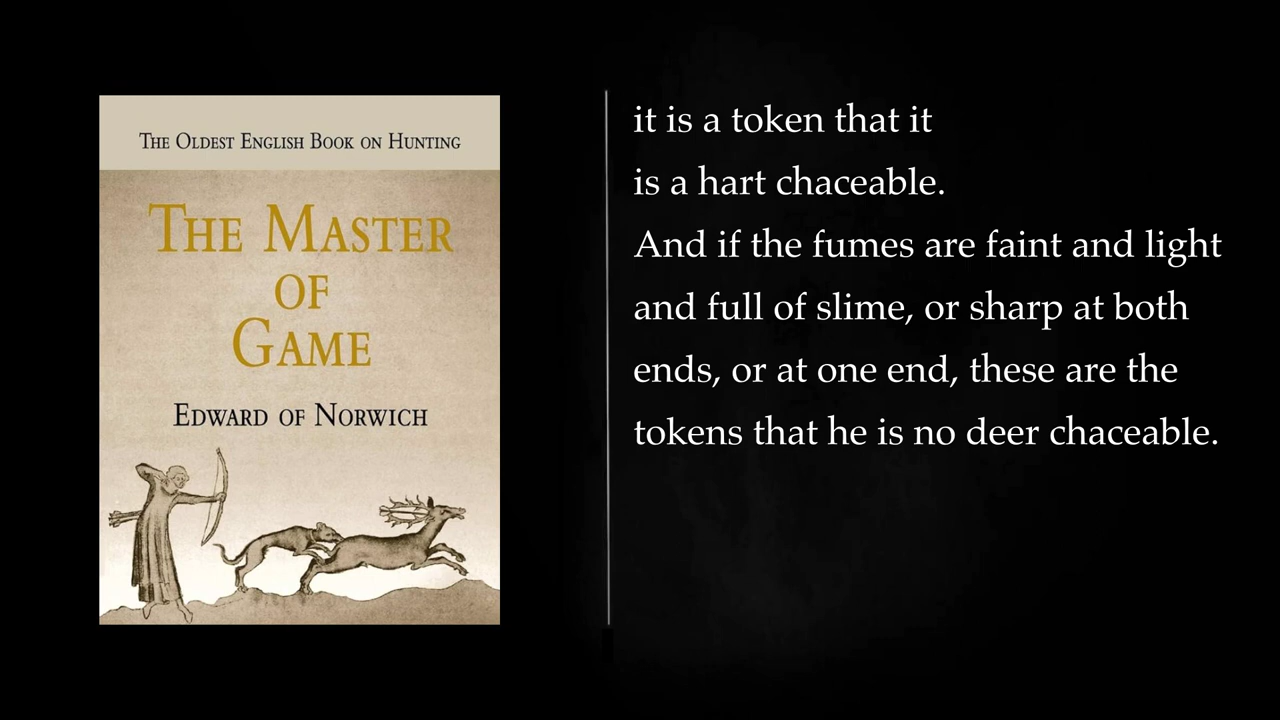 The Oldest English Book on Hunting
The Master
of
Game
Edward of Norwich
it is a token that it
is a hart chaceable.
And if the fumes are faint and light
and full of slime, or sharp at both
ends, or at one end, these are the
tokens that he is no deer chaceable.